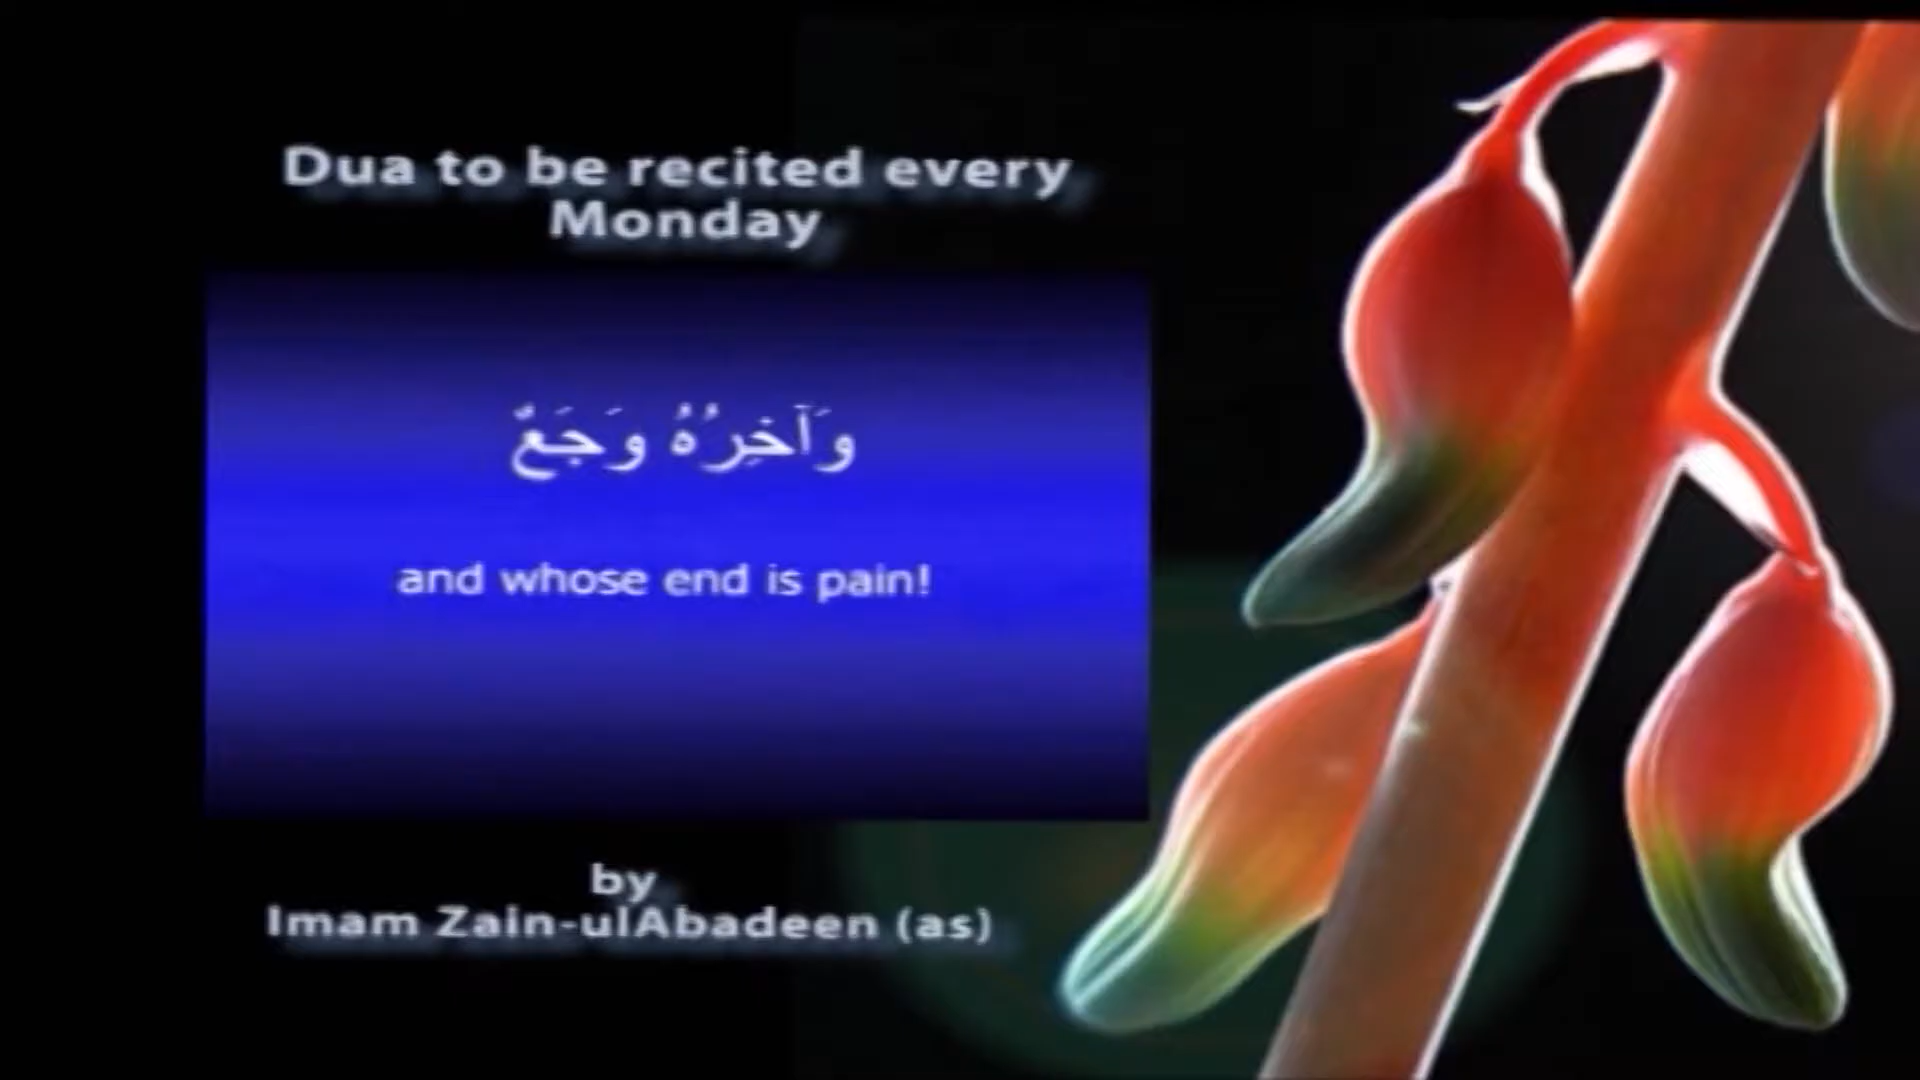 Dua to be recited every
Monday
وَآخِرُهُ وَجَعٌ
and whose end is pain!
by
Imam Zain-ulAbadeen (as)